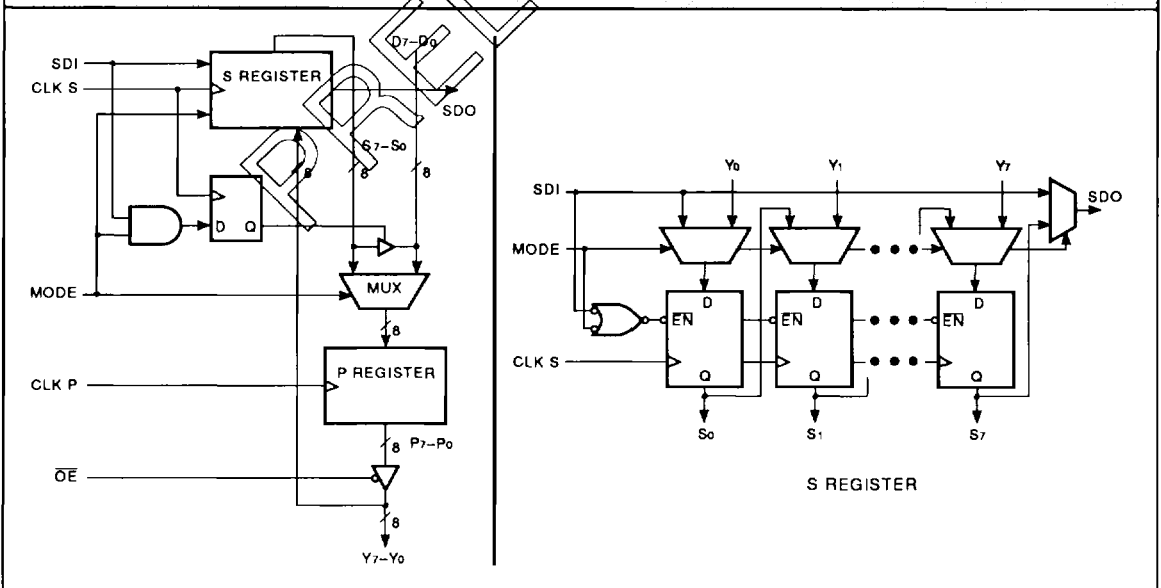 SDI
CLK S
S REGISTER
D7-D0
SDO
S7-S0
8
8
8
D
Q
MODE
MUX
8
CLK P
P REGISTER
8
P7-P0
OE
8
Y7-Y0
PREL
SDI
Y0
Y1
Y7
SDO
MODE
D
D
D
EN
EN
EN
CLK S
Q
Q
Q
S0
S1
S7
S REGISTER